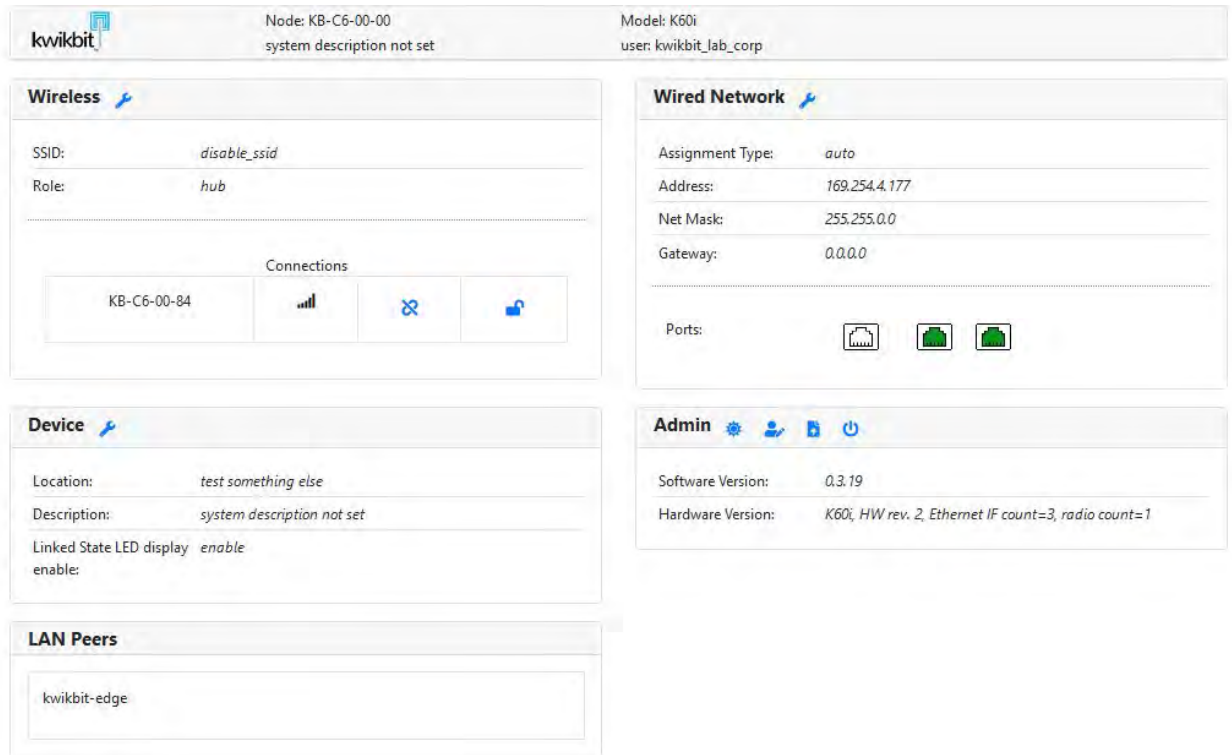 kwikbit
Node: KB-C6-00-00
system description not set
Model: K60i
user: kwikbit_lab_corp
Wireless
SSID: disable_ssid
Role: hub
Connections
KB-C6-00-84
Wired Network
Assignment Type: auto
Address: 169.254.4.177
Net Mask: 255.255.0.0
Gateway: 0.0.0.0
Ports:
Device
Location: test something else
Description: system description not set
Linked State LED display enable
enable:
Admin
Software Version: 0.3.19
Hardware Version: K60i, HW rev. 2, Ethernet IF count=3, radio count=1
LAN Peers
kwikbit-edge